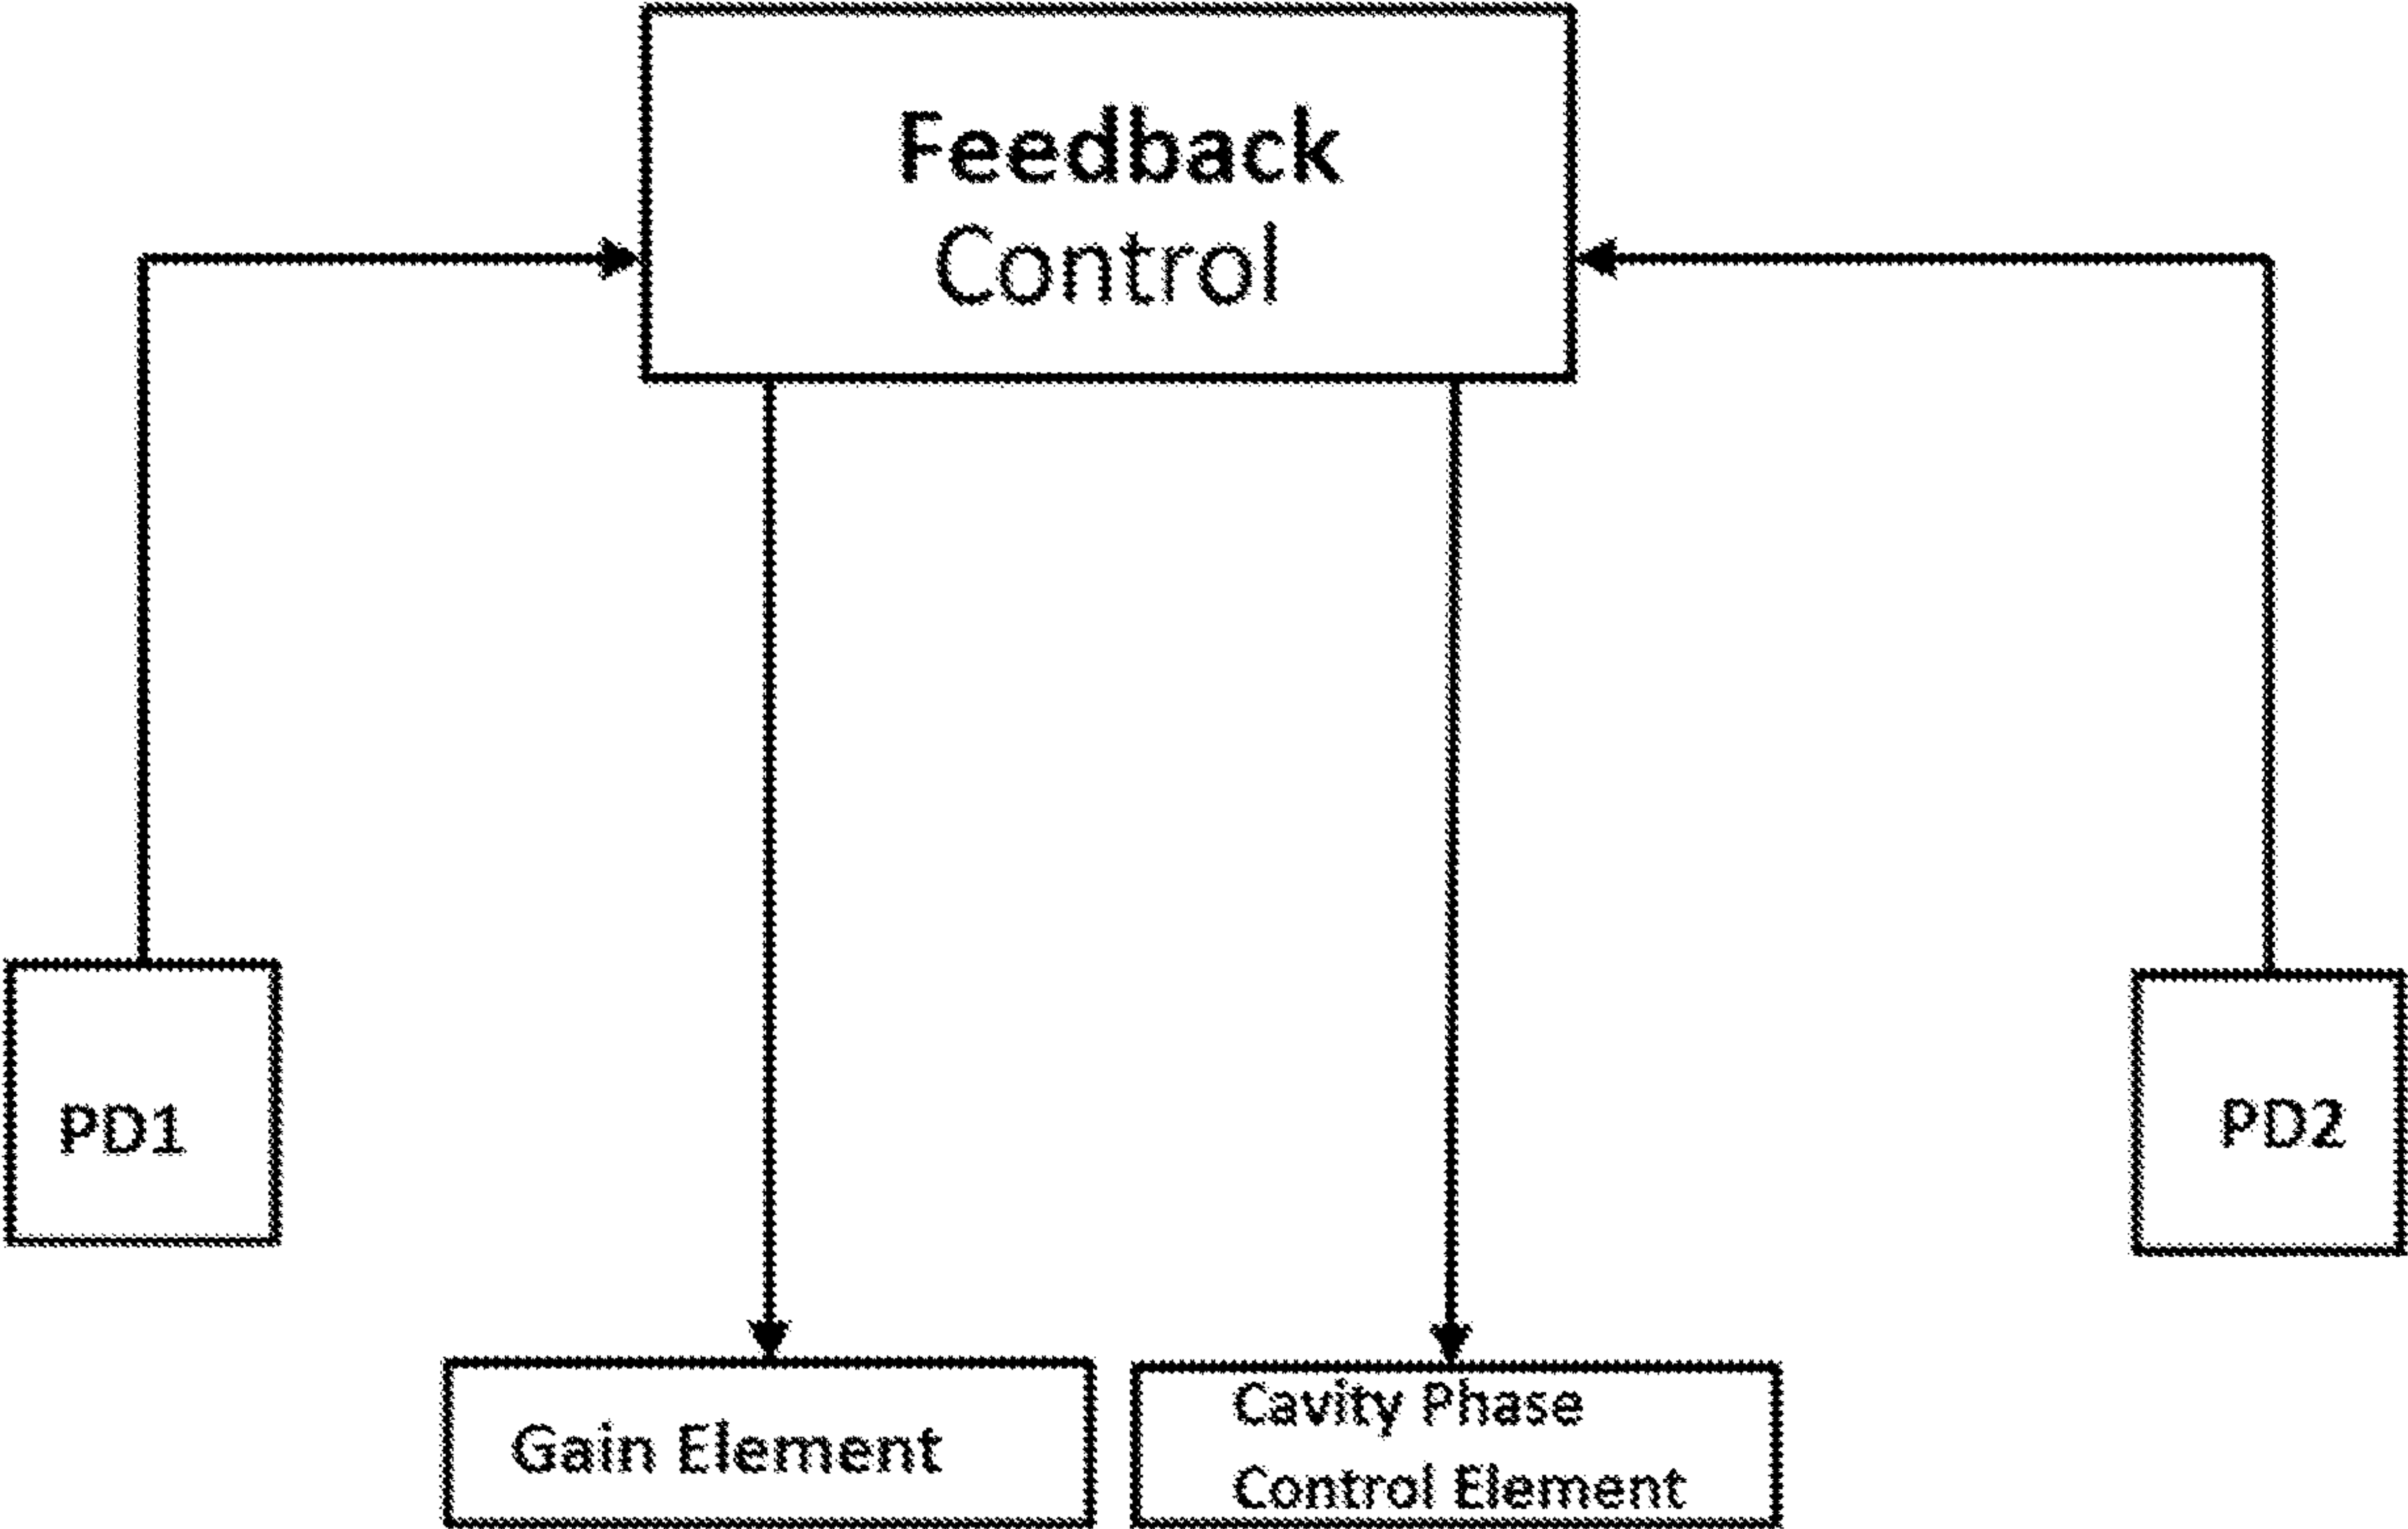 Feedback
Control
PD1
PD2
Gain Element
Cavity Phase
Control Element